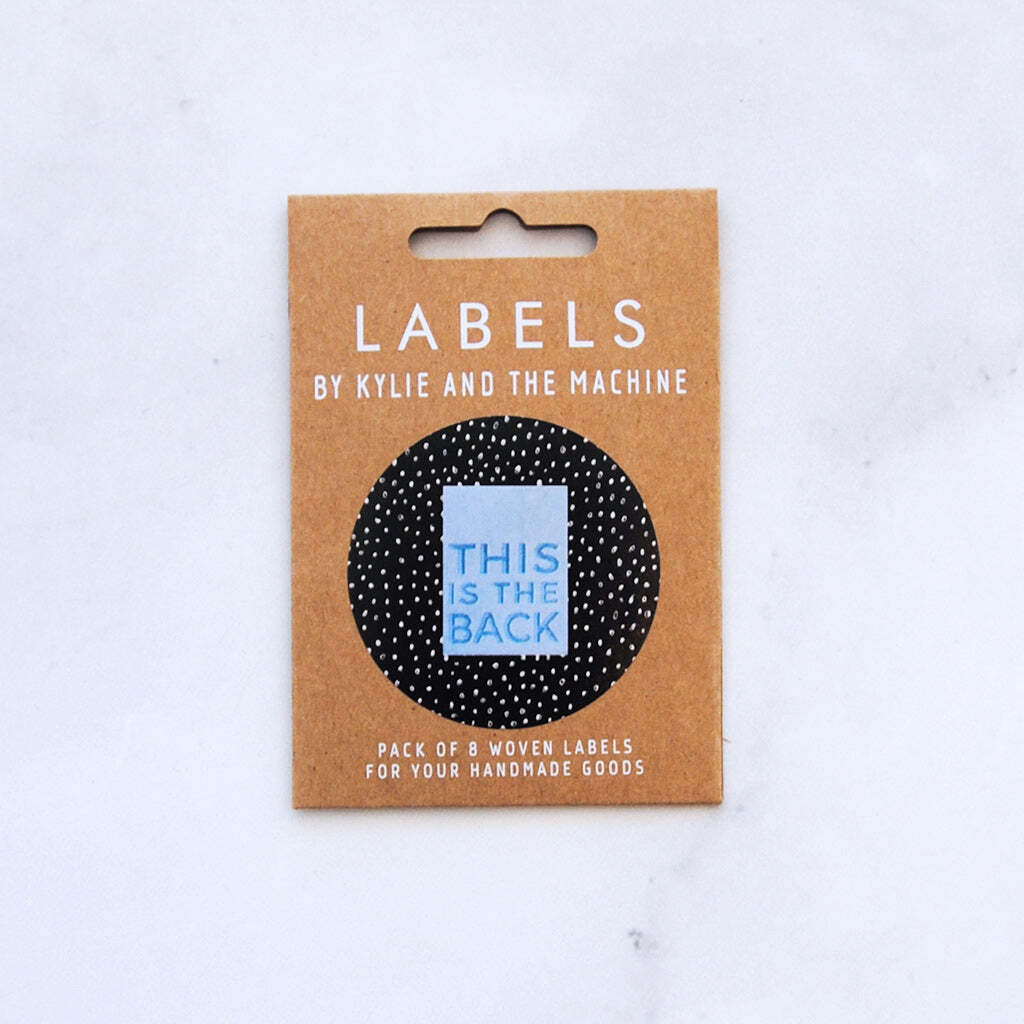 LABELS
BY KYLIE AND THE MACHINE
THIS
IS THE
BACK
PACK OF 8 WOVEN LABELS
FOR YOUR HANDMADE GOODS